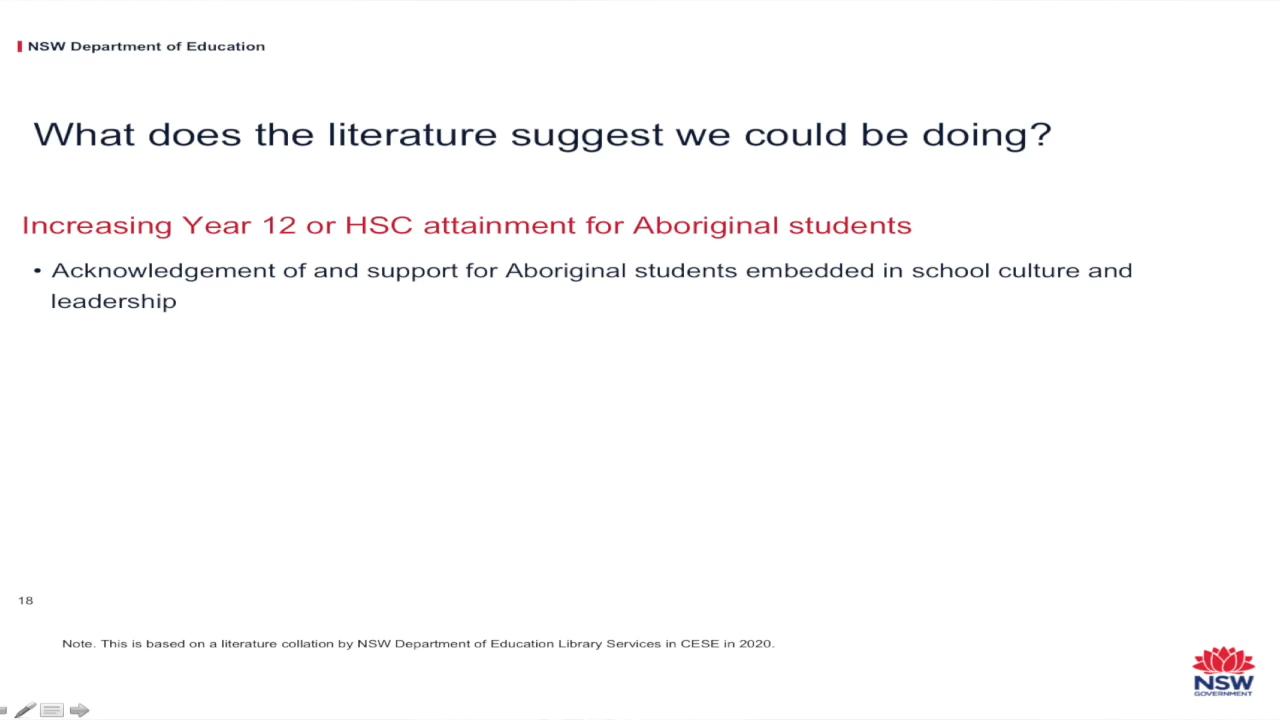 NSW Department of Education
What does the literature suggest we could be doing?
Increasing Year 12 or HSC attainment for Aboriginal students
• Acknowledgement of and support for Aboriginal students embedded in school culture and
leadership
18
Note. This is based on a literature collation by NSW Department of Education Library Services in CESE in 2020.
NSW
GOVERNMENT